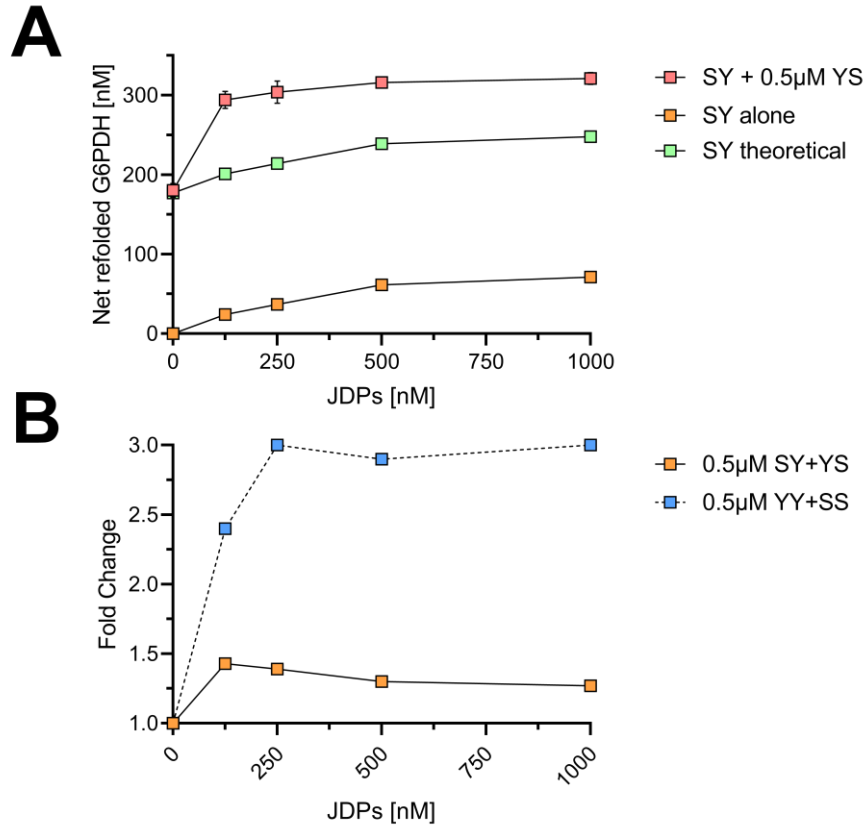 A
Net refolded G6PDH [nM]
300
200
100
0
0
250
500
750
1000
JDPs [nM]
SY + 0.5µM YS
SY alone
SY theoretical
B
Fold Change
3.0
2.5
2.0
1.5
1.0
0
250
500
750
1000
JDPs [nM]
0.5µM SY+YS
0.5µM YY+SS